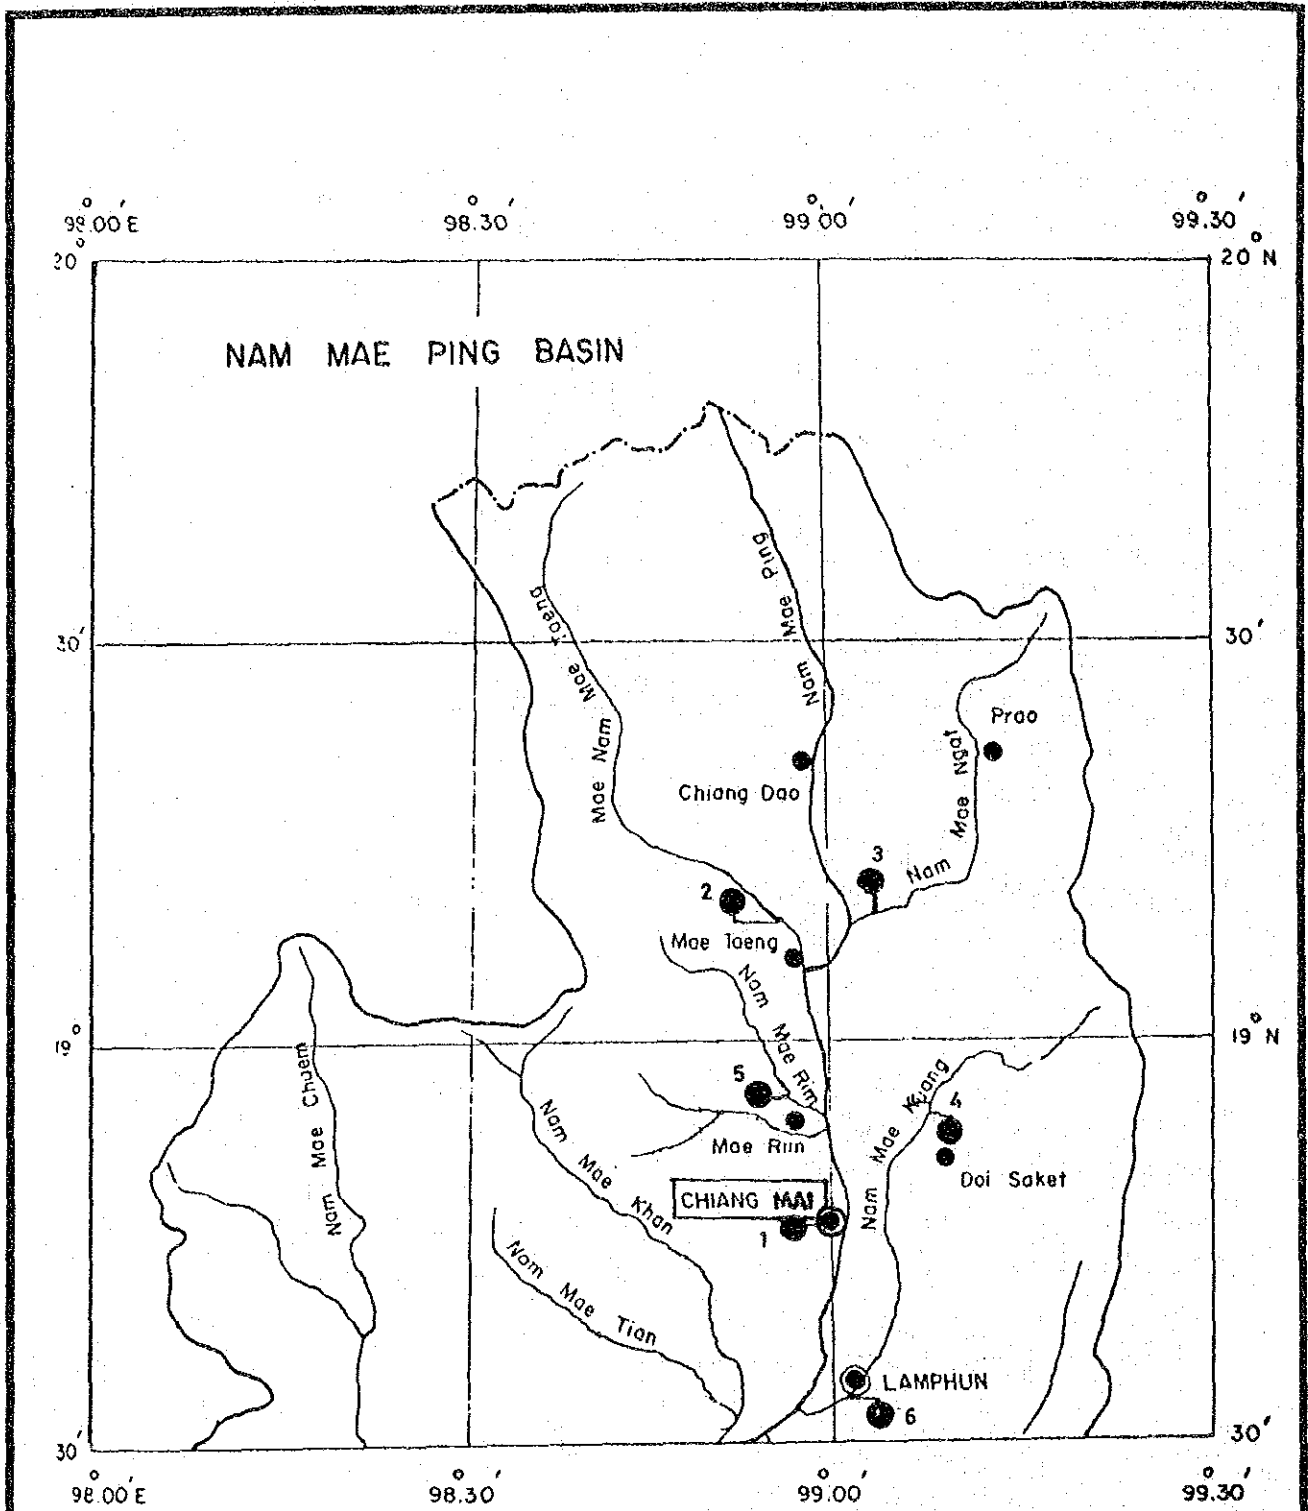 98.00' E
98.30'
99.00'
99.30'
20°
20° N
NAM MAE PING BASIN
Nam Mae Ping
Mae Nam Mae Taeng
30'
30'
Prao
Nam Mae Ngat
Chiang Dao
3
2
Mae Taeng
Nam Mae Rim
19°
19° N
Nam Mae Chuem
5
Nam Mae Kuang
4
Nam Mae Khan
Mae Rim
Doi Saket
CHIANG MAI
1
Nam Mae Tian
LAMPHUN
6
30'
30'
98.00' E
98.30'
99.00'
99.30'